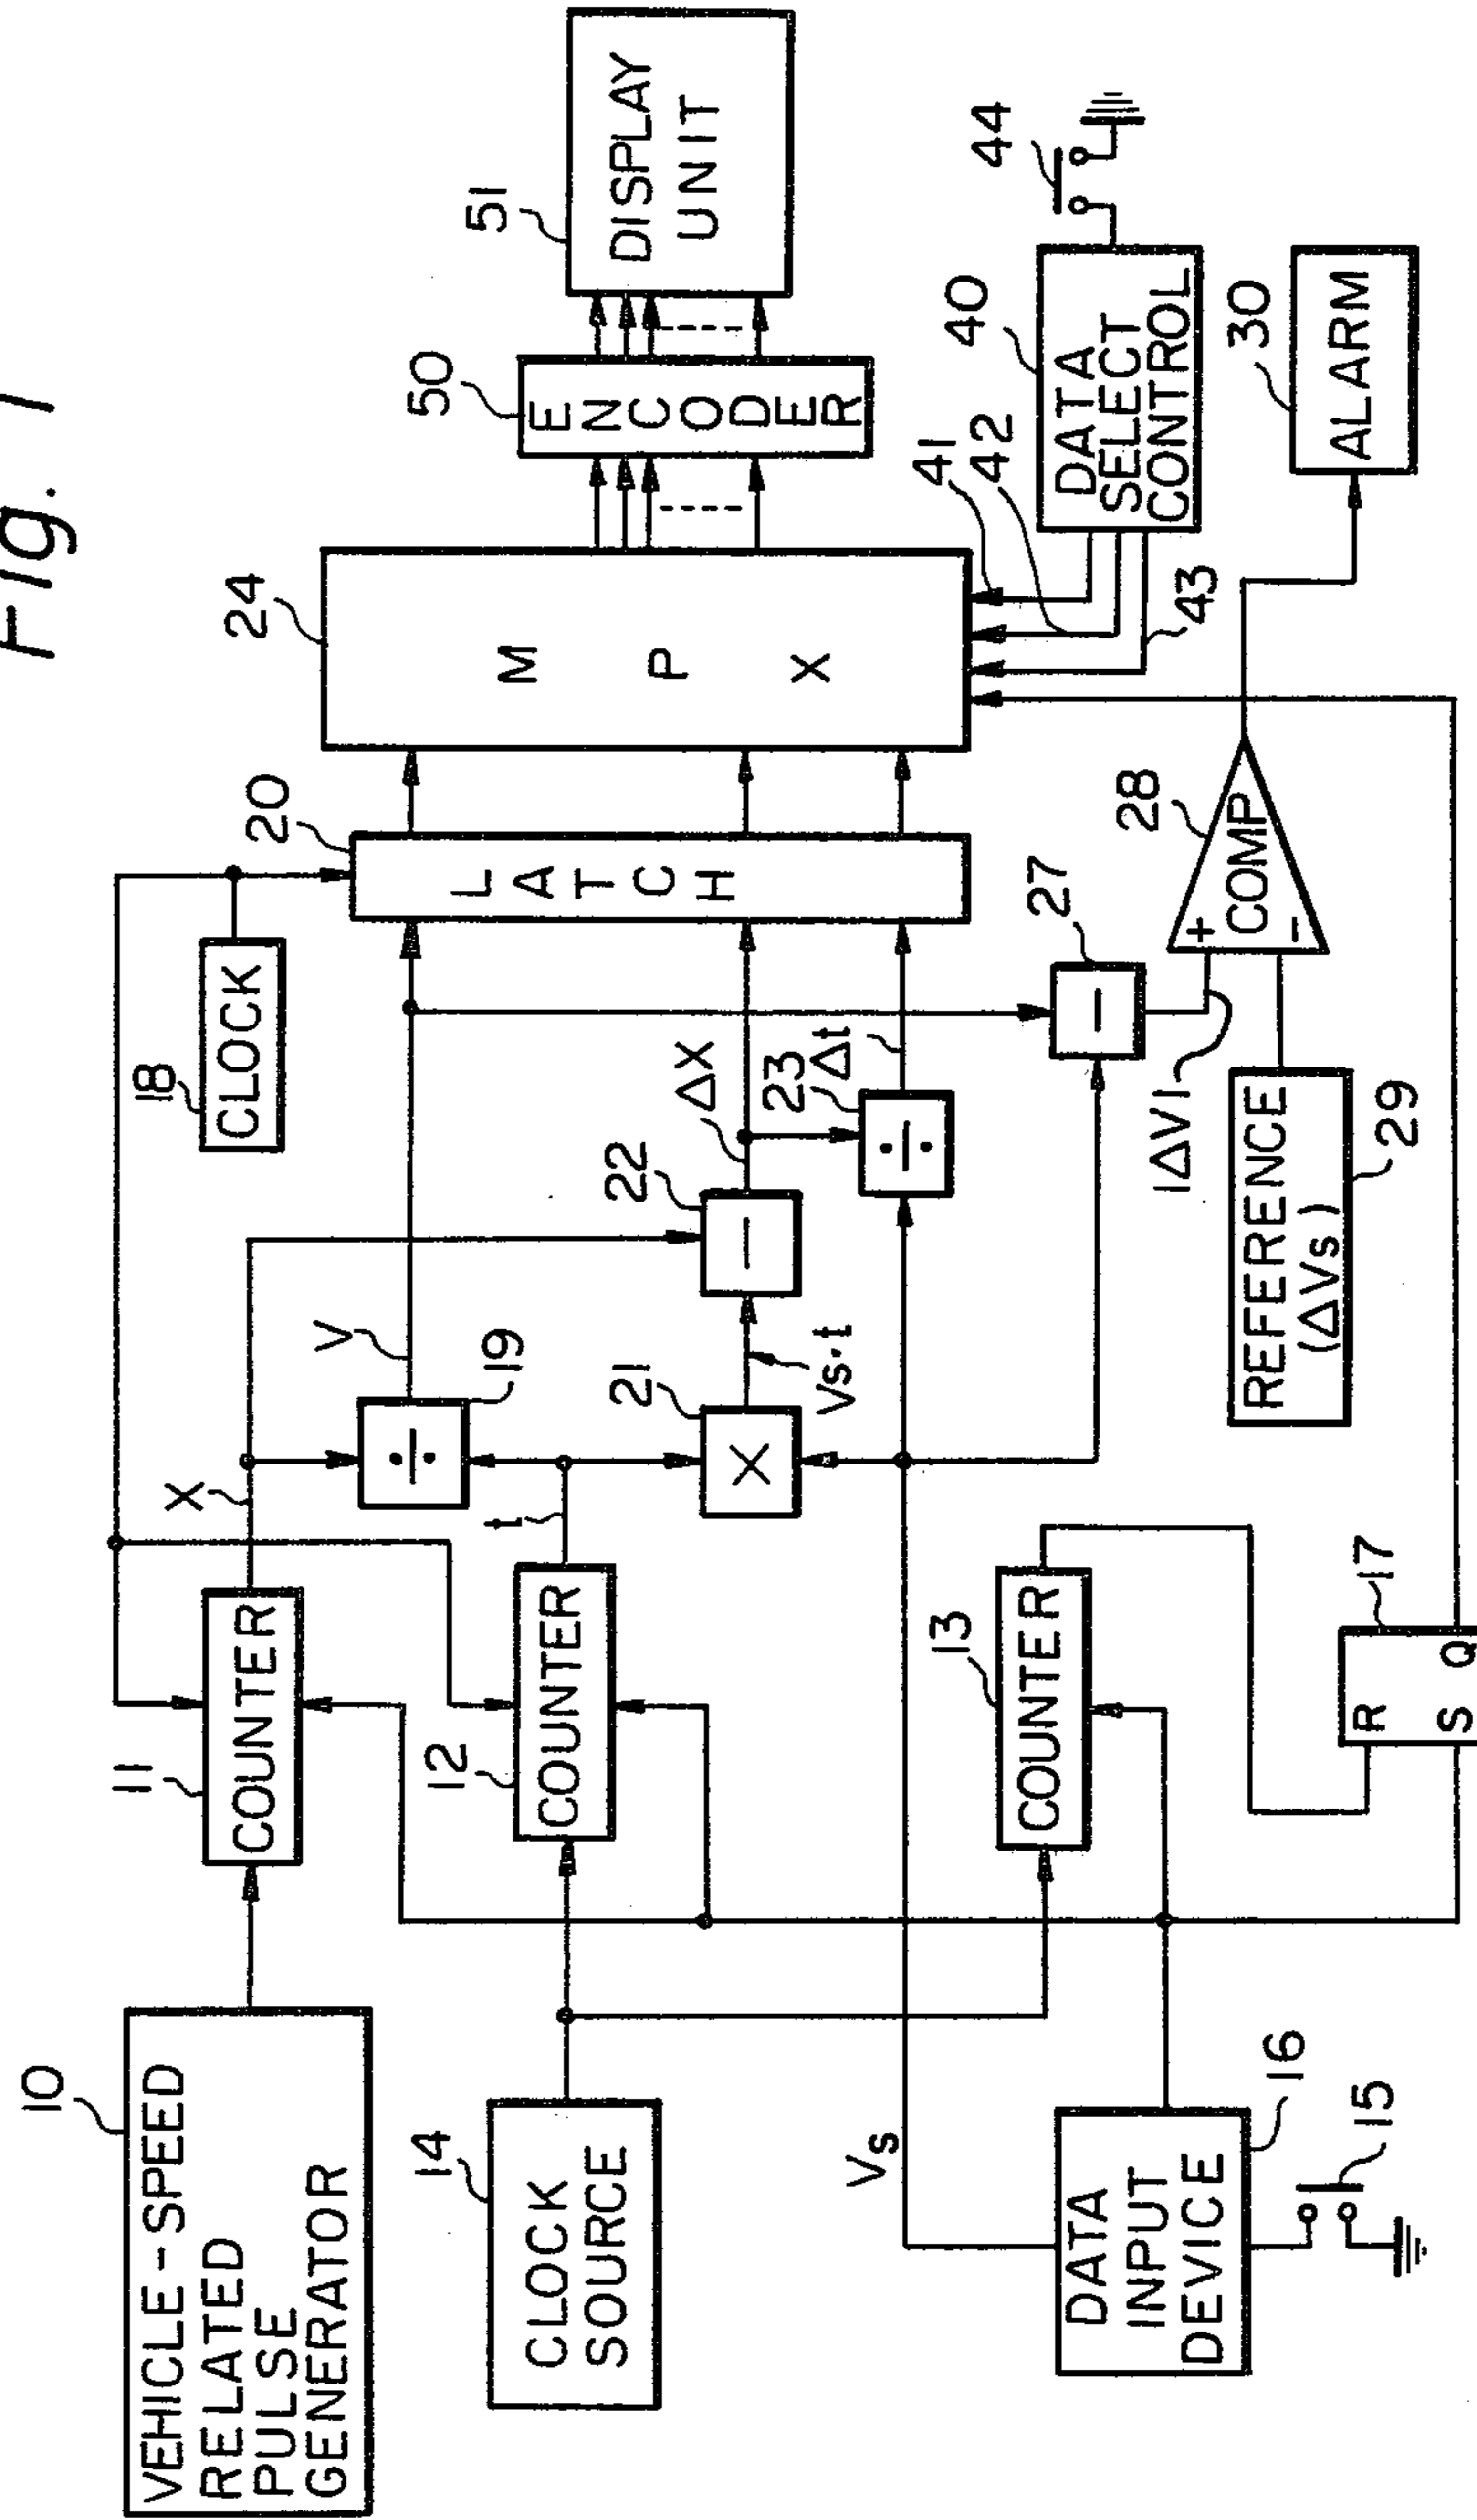 Fig. 1
10
VEHICLE-SPEED
RELATED
PULSE
GENERATOR
11
COUNTER
X
18
CLOCK
20
LATCH
24
MPX
50
ENCODER
51
DISPLAY
UNIT
14
CLOCK
SOURCE
12
COUNTER
t
V
19
÷
21
X
Vs·t
22
−
ΔX
23
÷
Δt
Vs
13
COUNTER
27
−
|ΔV|
28
+
COMP
−
REFERENCE
(ΔVs)
29
41
42
43
40
DATA
SELECT
CONTROL
44
30
ALARM
DATA
INPUT
DEVICE
16
15
17
R
S
Q